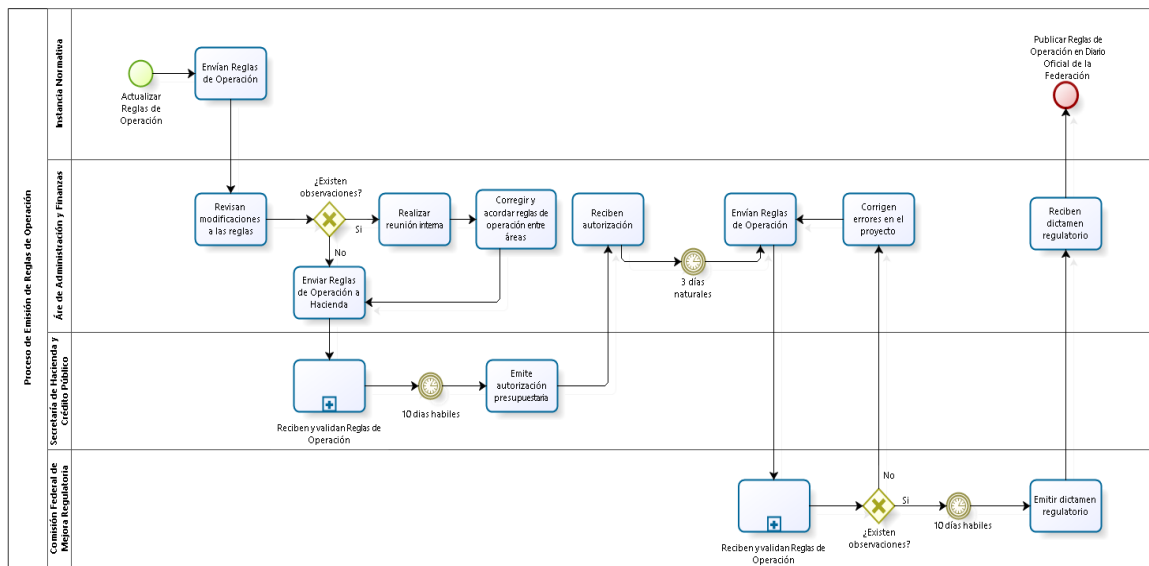 Proceso de Emisión de Reglas de Operación
Instancia Normativa
Actualizar
Reglas de
Operación
Envían Reglas
de Operación
Publicar Reglas de
Operación en Diario
Oficial de la
Federación
Áre de Administración y Finanzas
Revisan
modificaciones
a las reglas
¿Existen
observaciones?
Si
No
Realizar
reunión interna
Corregir y
acordar reglas de
operación entre
áreas
Enviar Reglas
de Operación a
Hacienda
Reciben
autorización
3 días
naturales
Envían Reglas
de Operación
Corrigen
errores en el
proyecto
Reciben
dictamen
regulatorio
Secretaría de Hacienda y
Crédito Público
Reciben y validan Reglas de
Operación
10 días habiles
Emite
autorización
presupuestaria
Comisión Federal de
Mejora Regulatoria
Reciben y validan Reglas de
Operación
No
Si
¿Existen
observaciones?
10 días habiles
Emitir dictamen
regulatorio